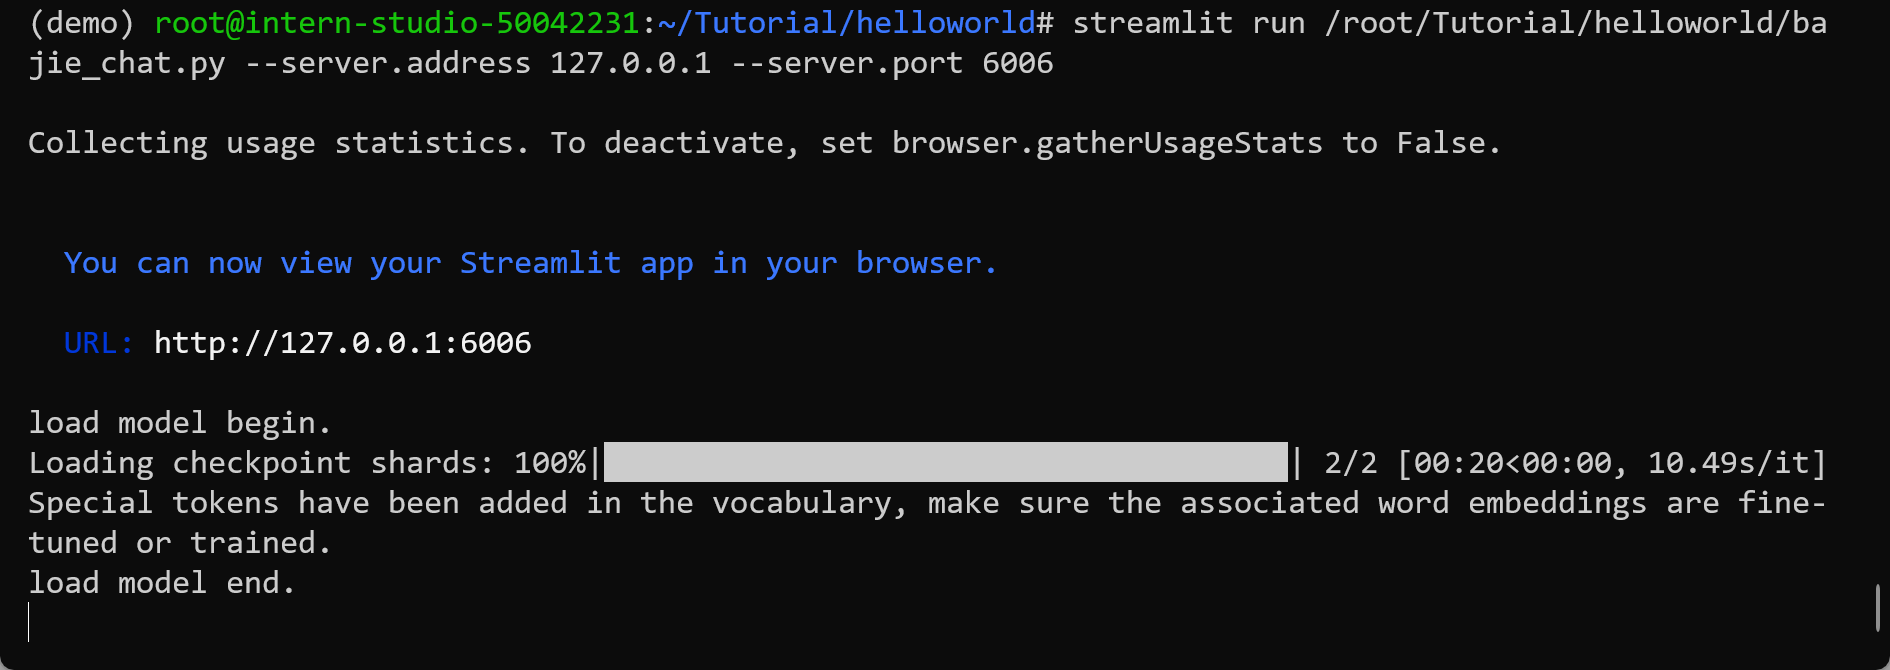 (demo) root@intern-studio-50042231:~/Tutorial/helloworld# streamlit run /root/Tutorial/helloworld/ba
jie_chat.py --server.address 127.0.0.1 --server.port 6006
Collecting usage statistics. To deactivate, set browser.gatherUsageStats to False.
You can now view your Streamlit app in your browser.
URL: http://127.0.0.1:6006
load model begin.
Loading checkpoint shards: 100%|██████████████████████████████████████| 2/2 [00:20<00:00, 10.49s/it]
Special tokens have been added in the vocabulary, make sure the associated word embeddings are fine-
tuned or trained.
load model end.